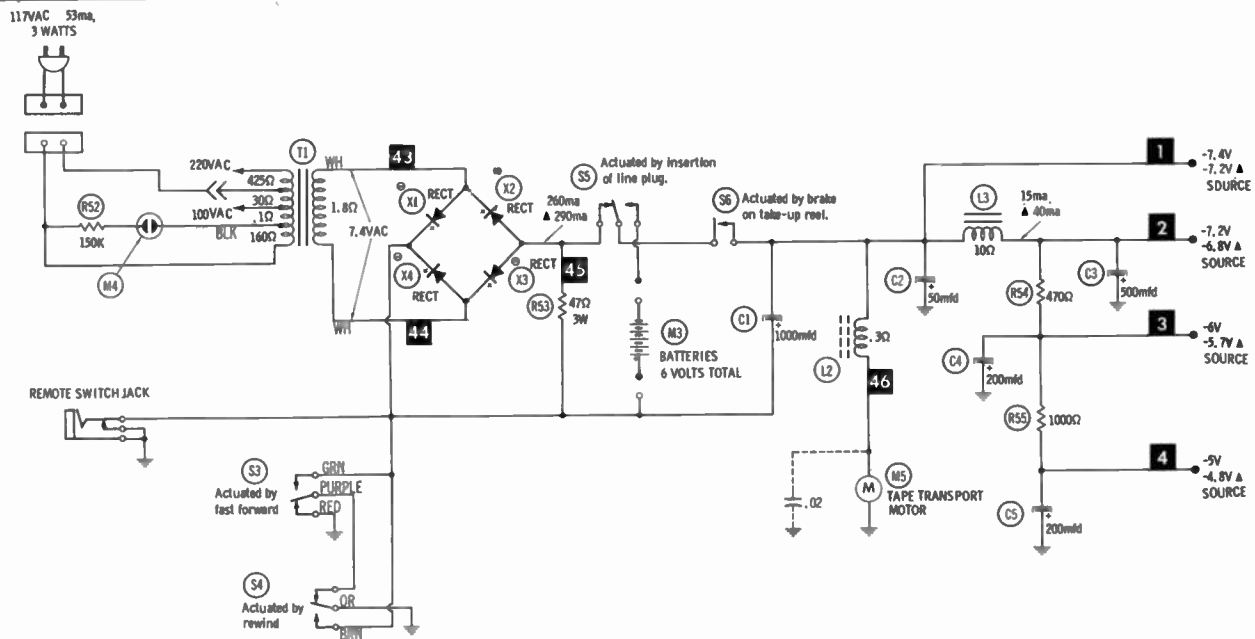 117VAC 53ma,
3 WATTS
220VAC
425Ω
30Ω
100VAC
.1Ω
BLK
160Ω
R52
150K
M4
T1
WH
1.8Ω
7.4VAC
WH
43
44
X1
RECT
X2
RECT
X4
RECT
X3
RECT
260ma
▲ 290ma
45
R53
47Ω
3W
S5
Actuated by insertion
of line plug.
S6
Actuated by brake
on take-up reel.
M3
BATTERIES
6 VOLTS TOTAL
C1
+
1000mfd
L2
.3Ω
46
M5
M
TAPE TRANSPORT
MOTOR
.02
C2
+
50mfd
L3
10Ω
15ma
▲ 40ma
R54
470Ω
C3
+
500mfd
C4
+
200mfd
R55
1000Ω
C5
+
200mfd
1
-7.4V
-7.2V ▲
SOURCE
2
-7.2V
-6.8V ▲
SOURCE
3
-6V
-5.7V ▲
SOURCE
4
-5V
-4.8V ▲
SOURCE
REMOTE SWITCH JACK
S3
Actuated by
fast forward
GRN
PURPLE
RED
S4
Actuated by
rewind
OR
BRN